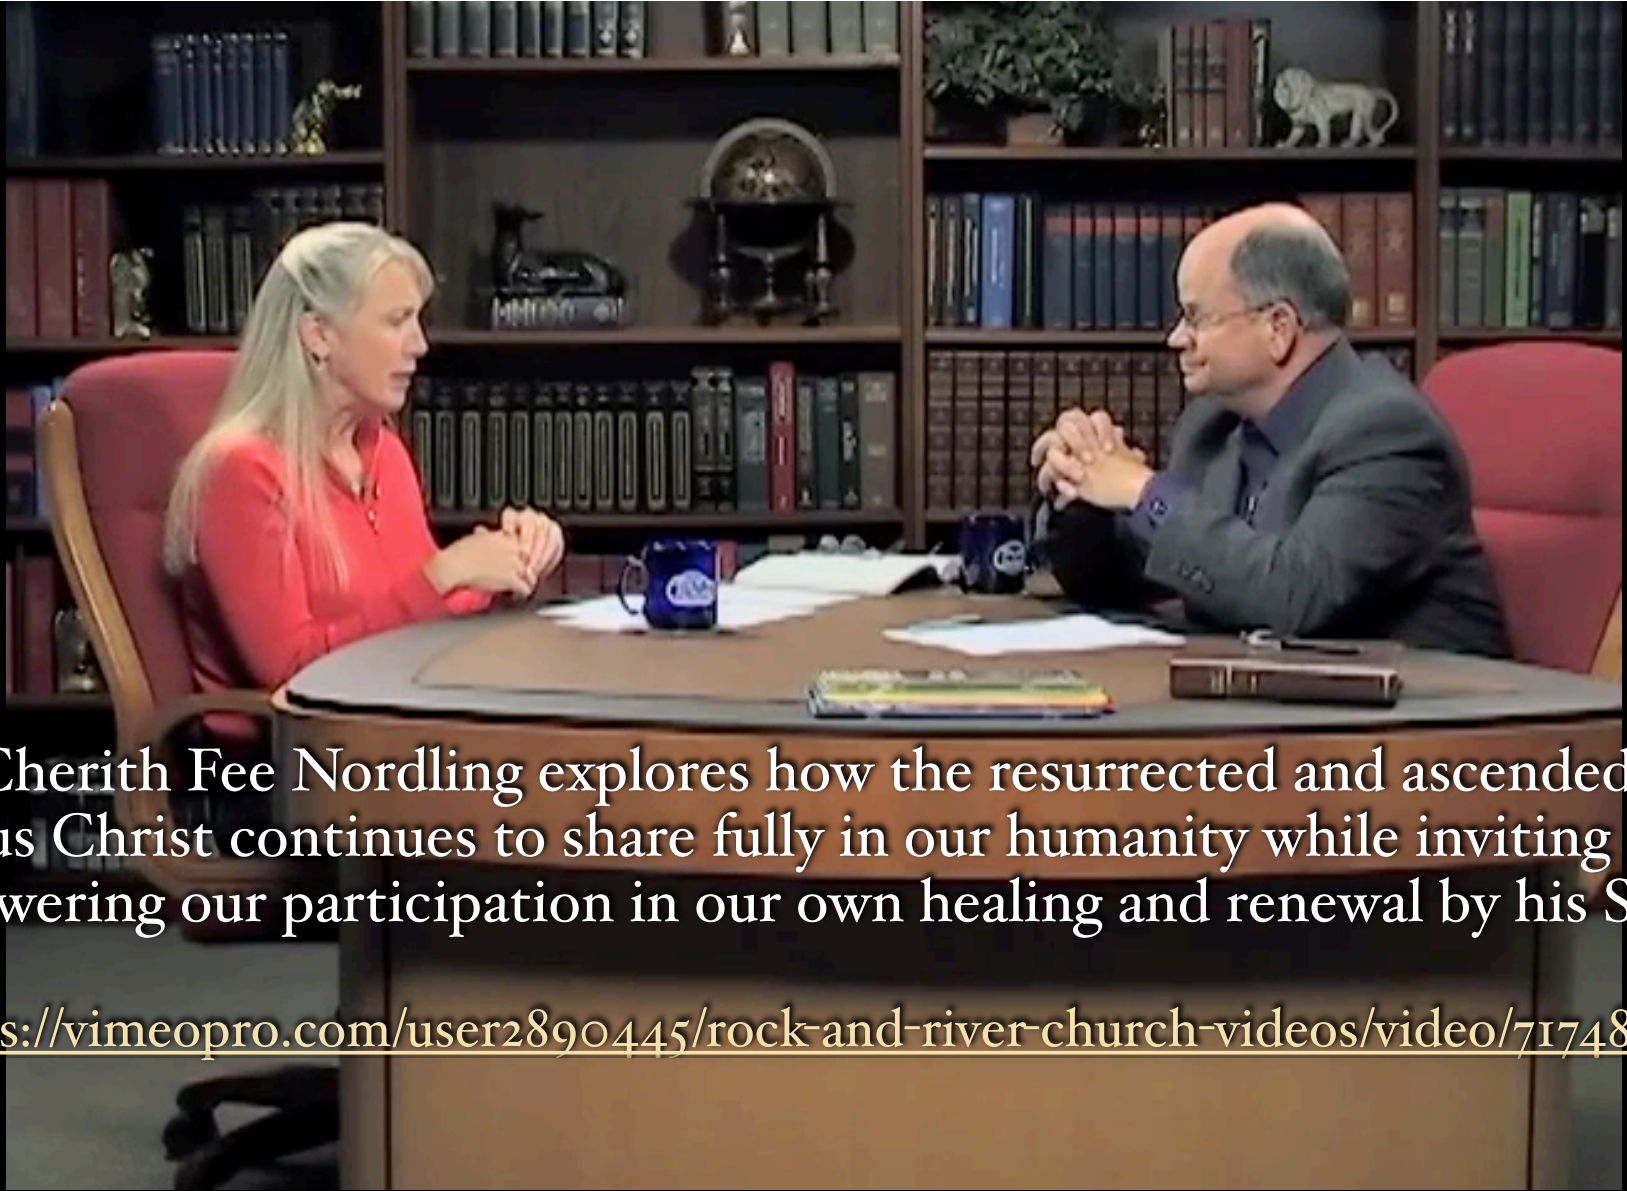 Cherith Fee Nordling explores how the resurrected and ascended
us Christ continues to share fully in our humanity while inviting
wering our participation in our own healing and renewal by his S
s://vimeopro.com/user2890445/rock-and-river-church-videos/video/71748